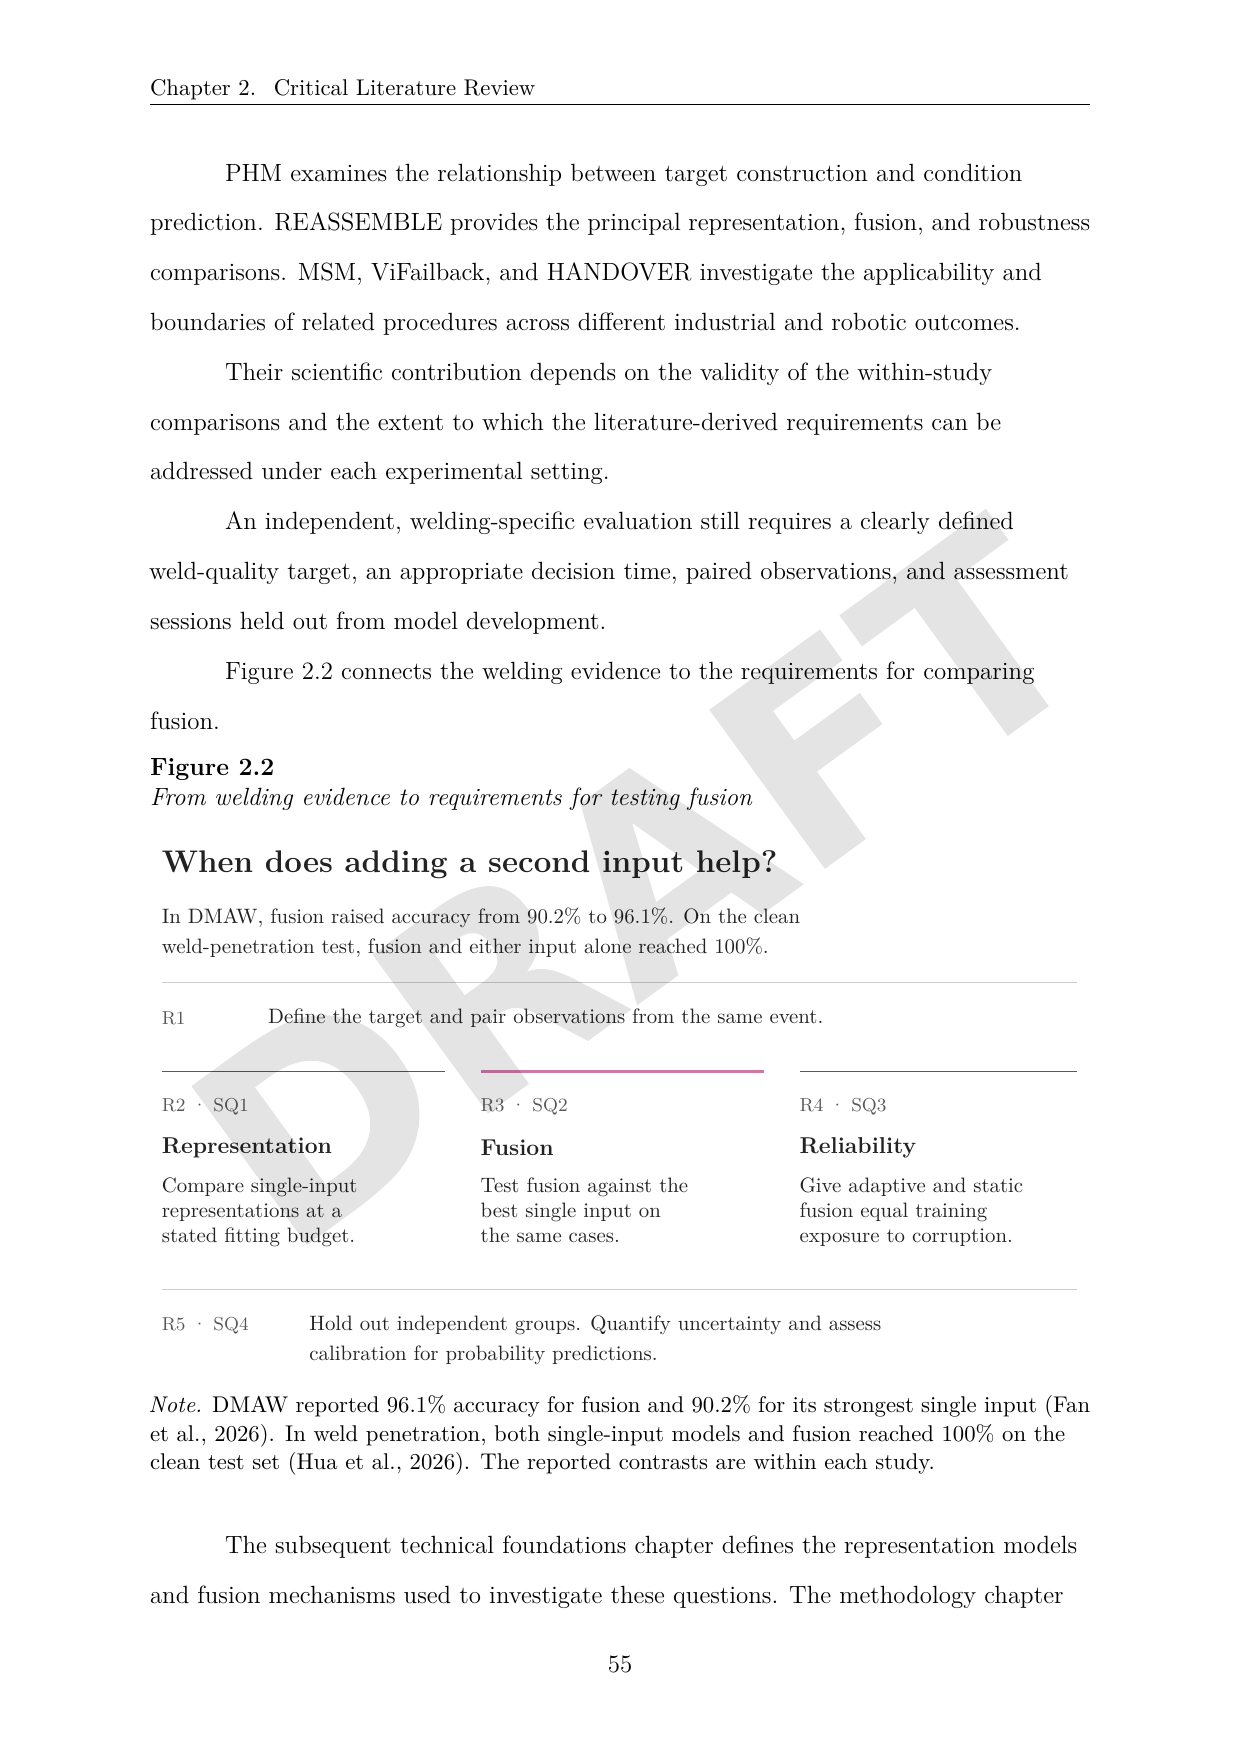 Chapter 2. Critical Literature Review
PHM examines the relationship between target construction and condition
prediction. REASSEMBLE provides the principal representation, fusion, and robustness
comparisons. MSM, ViFailback, and HANDOVER investigate the applicability and
boundaries of related procedures across different industrial and robotic outcomes.
Their scientific contribution depends on the validity of the within-study
comparisons and the extent to which the literature-derived requirements can be
addressed under each experimental setting.
An independent, welding-specific evaluation still requires a clearly defined
weld-quality target, an appropriate decision time, paired observations, and assessment
sessions held out from model development.
Figure 2.2 connects the welding evidence to the requirements for comparing
fusion.
Figure 2.2
From welding evidence to requirements for testing fusion
When does adding a second input help?
In DMAW, fusion raised accuracy from 90.2% to 96.1%. On the clean
weld-penetration test, fusion and either input alone reached 100%.
R1 Define the target and pair observations from the same event.
R2 · SQ1
Representation
Compare single-input
representations at a
stated fitting budget.
R3 · SQ2
Fusion
Test fusion against the
best single input on
the same cases.
R4 · SQ3
Reliability
Give adaptive and static
fusion equal training
exposure to corruption.
R5 · SQ4 Hold out independent groups. Quantify uncertainty and assess
calibration for probability predictions.
Note. DMAW reported 96.1% accuracy for fusion and 90.2% for its strongest single input (Fan
et al., 2026). In weld penetration, both single-input models and fusion reached 100% on the
clean test set (Hua et al., 2026). The reported contrasts are within each study.
The subsequent technical foundations chapter defines the representation models
and fusion mechanisms used to investigate these questions. The methodology chapter
55
DRAFT